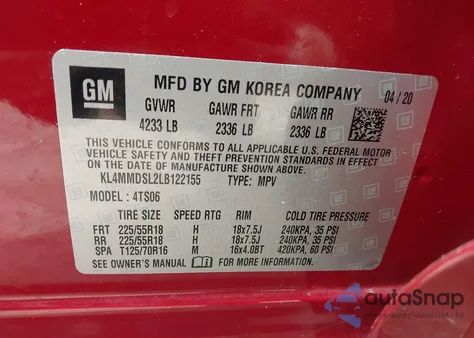 GM
MFD BY GM KOREA COMPANY 04/20
GVWR GAWR FRT GAWR RR
4233 LB 2336 LB 2336 LB
THIS VEHICLE CONFORMS TO ALL APPLICABLE U.S. FEDERAL MOTOR
VEHICLE SAFETY, BUMPER, AND THEFT PREVENTION STANDARDS IN EFFECT
ON THE DATE OF MANUFACTURE SHOWN ABOVE.
KL4MMDSL2LB122155 TYPE: MPV
MODEL: 4TS06
TIRE SIZE SPEED RTG RIM COLD TIRE PRESSURE
FRT 225/55R18 H 18x7.5J 240KPA, 35 PSI
RR 225/55R18 H 18x7.5J 240KPA, 35 PSI
SPA T125/70R16 M 16x4.0BT 420KPA, 60 PSI
SEE OWNER'S MANUAL FOR MORE INFORMATION.
autaSnap